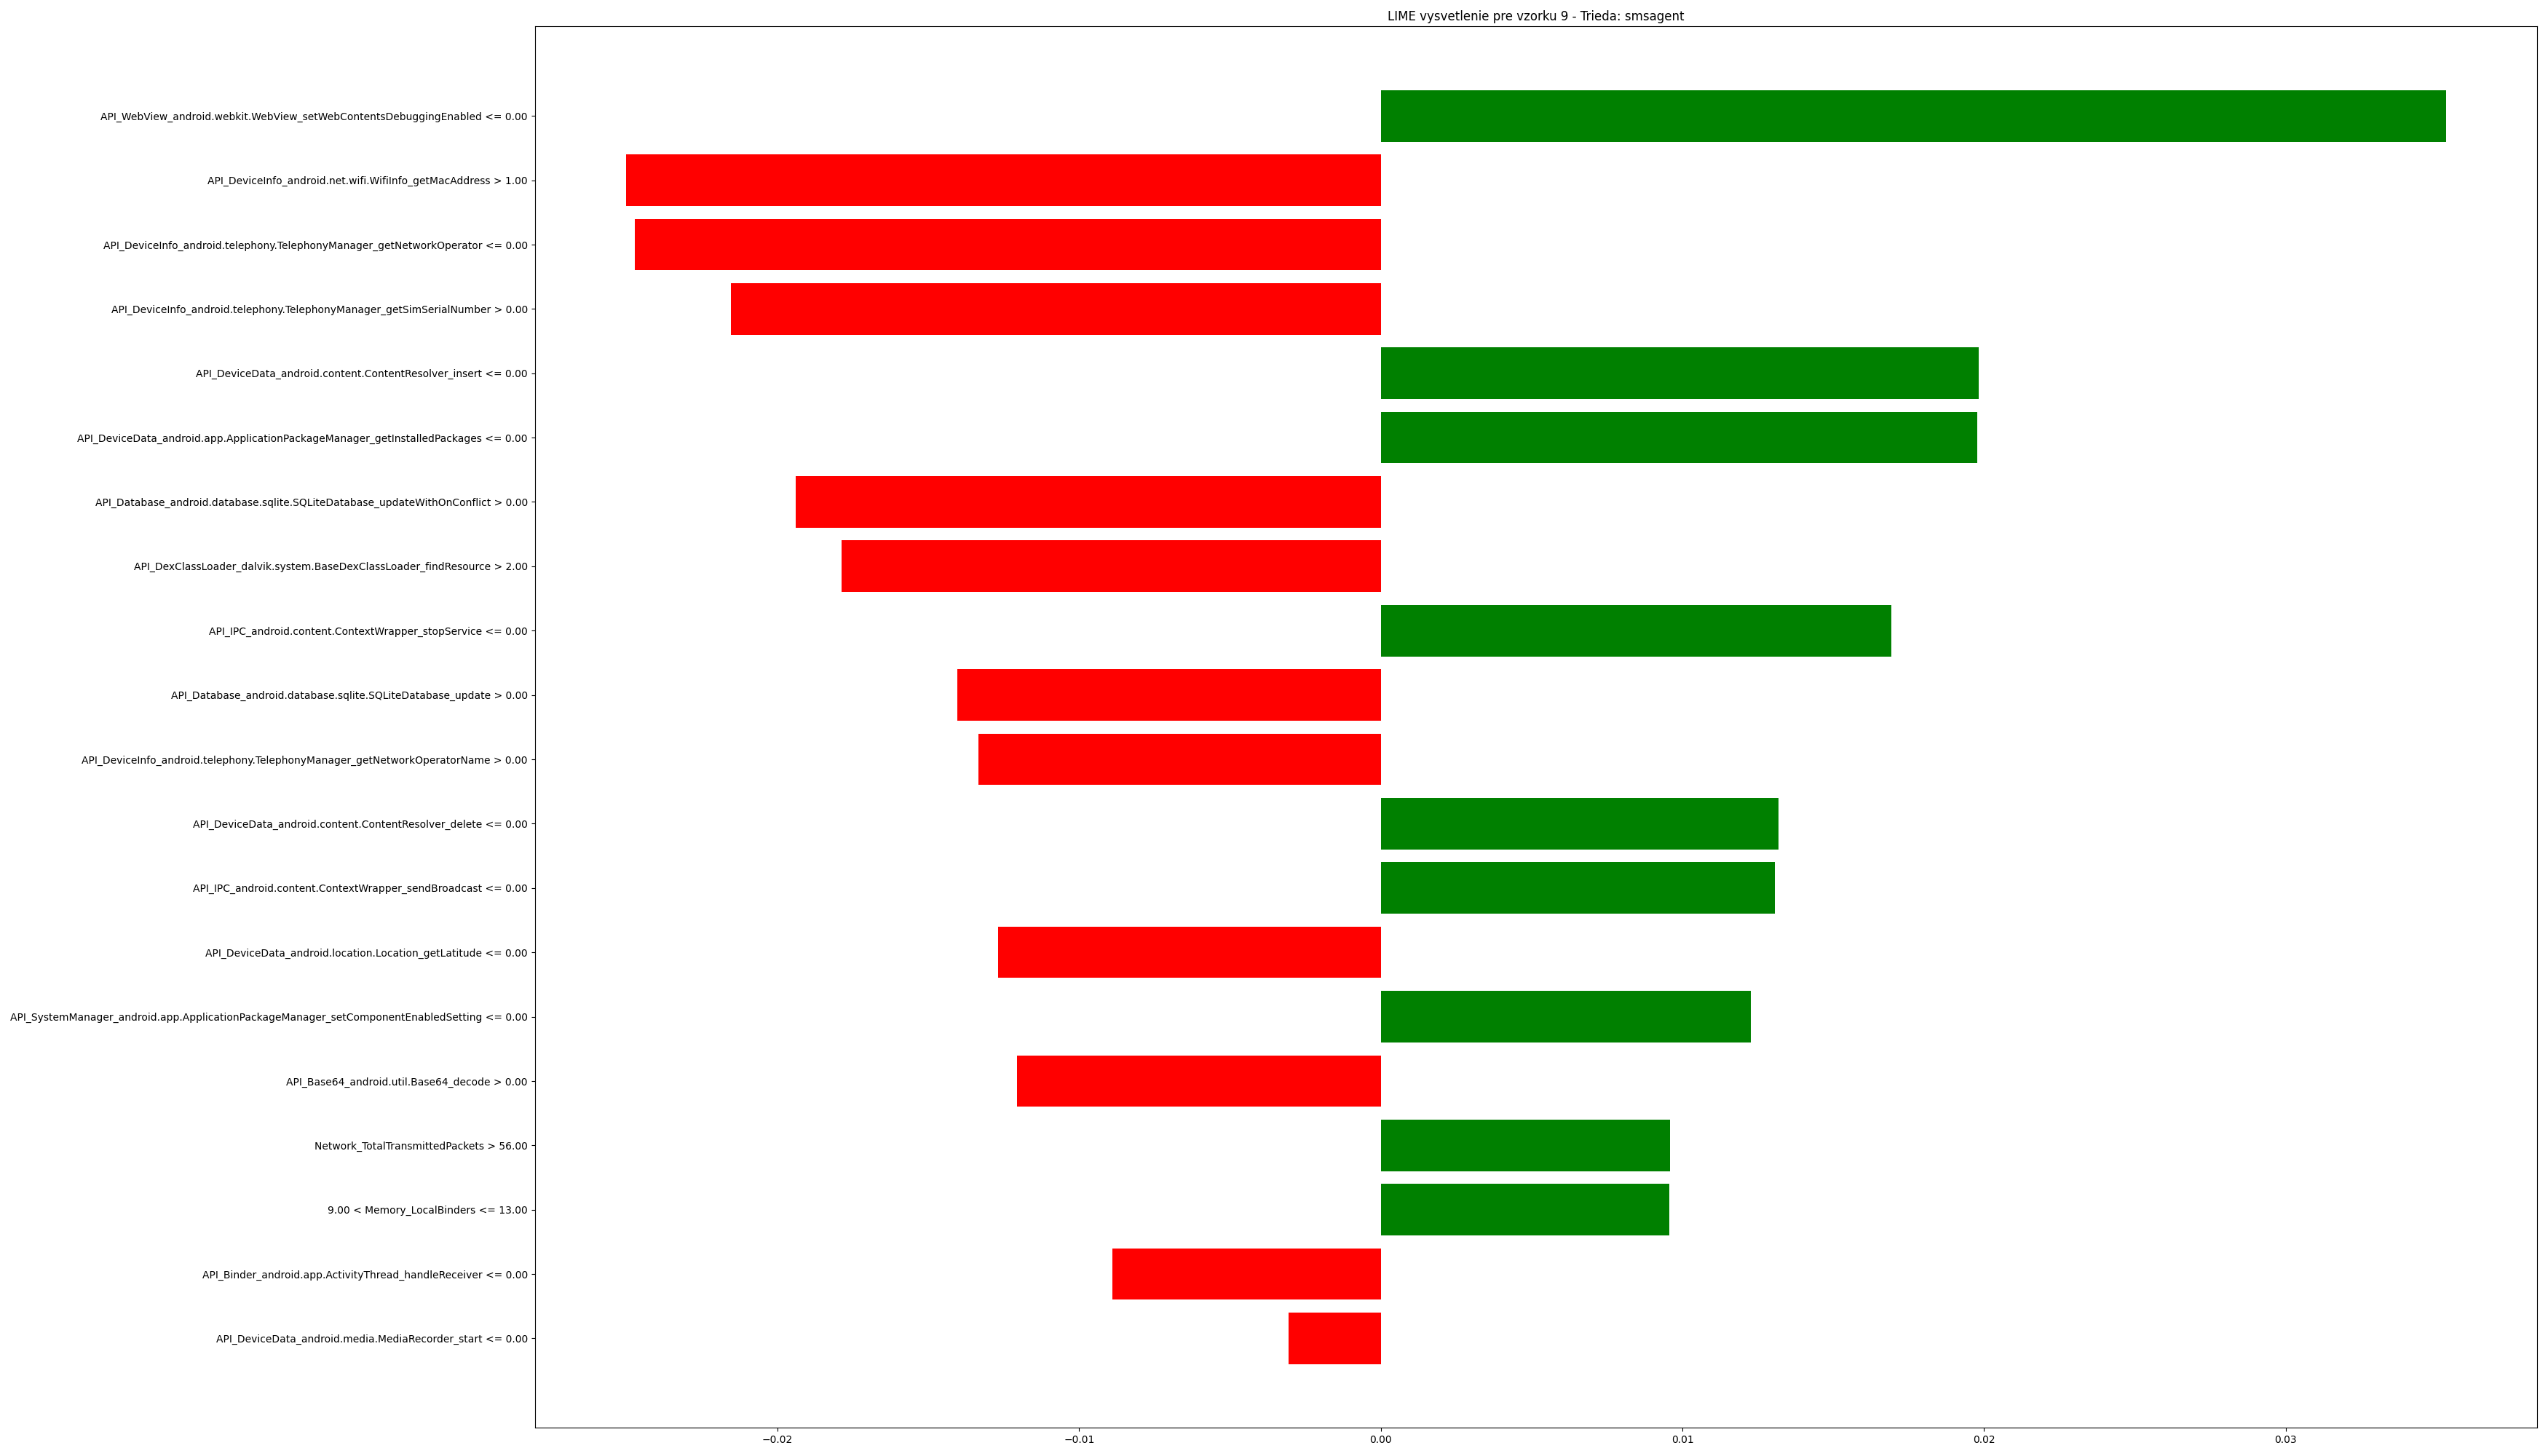 LIME vysvetlenie pre vzorku 9 - Trieda: smsagent
API_WebView_android.webkit.WebView_setWebContentsDebuggingEnabled <= 0.00
API_DeviceInfo_android.net.wifi.WifiInfo_getMacAddress > 1.00
API_DeviceInfo_android.telephony.TelephonyManager_getNetworkOperator <= 0.00
API_DeviceInfo_android.telephony.TelephonyManager_getSimSerialNumber > 0.00
API_DeviceData_android.content.ContentResolver_insert <= 0.00
API_DeviceData_android.app.ApplicationPackageManager_getInstalledPackages <= 0.00
API_Database_android.database.sqlite.SQLiteDatabase_updateWithOnConflict > 0.00
API_DexClassLoader_dalvik.system.BaseDexClassLoader_findResource > 2.00
API_IPC_android.content.ContextWrapper_stopService <= 0.00
API_Database_android.database.sqlite.SQLiteDatabase_update > 0.00
API_DeviceInfo_android.telephony.TelephonyManager_getNetworkOperatorName > 0.00
API_DeviceData_android.content.ContentResolver_delete <= 0.00
API_IPC_android.content.ContextWrapper_sendBroadcast <= 0.00
API_DeviceData_android.location.Location_getLatitude <= 0.00
API_SystemManager_android.app.ApplicationPackageManager_setComponentEnabledSetting <= 0.00
API_Base64_android.util.Base64_decode > 0.00
Network_TotalTransmittedPackets > 56.00
9.00 < Memory_LocalBinders <= 13.00
API_Binder_android.app.ActivityThread_handleReceiver <= 0.00
API_DeviceData_android.media.MediaRecorder_start <= 0.00
−0.02 −0.01 0.00 0.01 0.02 0.03